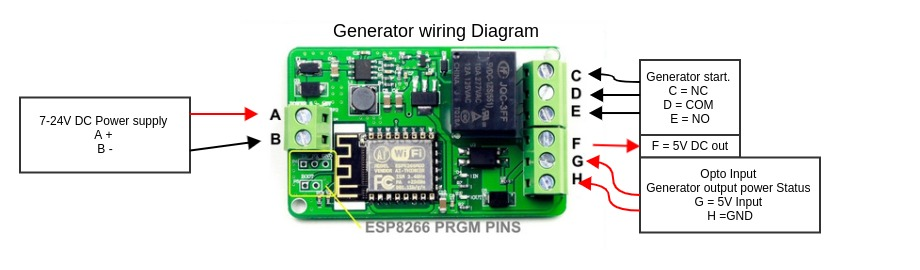 Generator wiring Diagram
7-24V DC Power supply
A +
B -
A
B
C
D
E
F
G
H
Generator start.
C = NC
D = COM
E = NO
F = 5V DC out
Opto Input
Generator output power Status
G = 5V Input
H =GND
WiFi
ESP8266 PRGM PINS